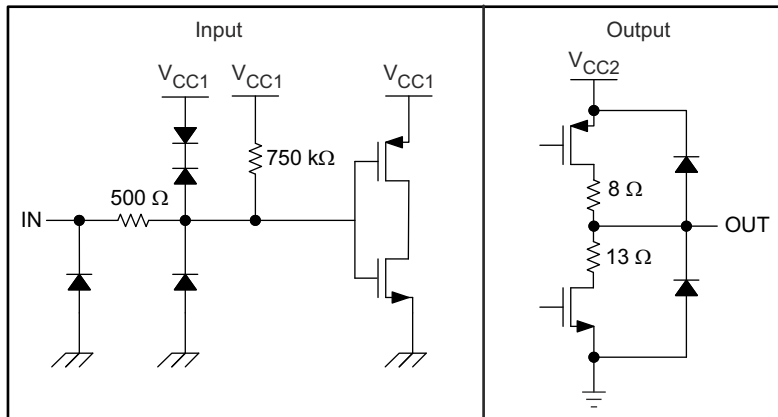 Input
VCC1
VCC1
VCC1
750 kΩ
500 Ω
IN
Output
VCC2
8 Ω
OUT
13 Ω